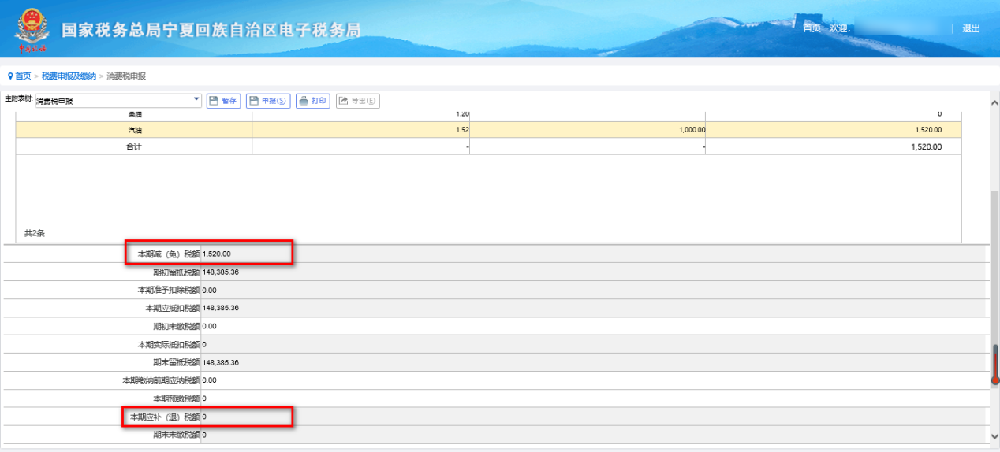 国家税务总局宁夏回族自治区电子税务局
首页 欢迎, | 退出
中国税务
首页 > 税费申报及缴纳 > 消费税申报
主附表树: 消费税申报 暂存 申报(S) 打印 导出(E)
柴油 1.20 0
汽油 1.52 1,000.00 1,520.00
合计 - - 1,520.00
共2条
本期减（免）税额 1,520.00
期初留抵税额 148,385.36
本期准予扣除税额 0.00
本期应抵扣税额 148,385.36
期初未缴税额 0.00
本期实际抵扣税额 0
期末留抵税额 148,385.36
本期缴纳前期应纳税额 0.00
本期预缴税额 0
本期应补（退）税额 0
期末未缴税额 0